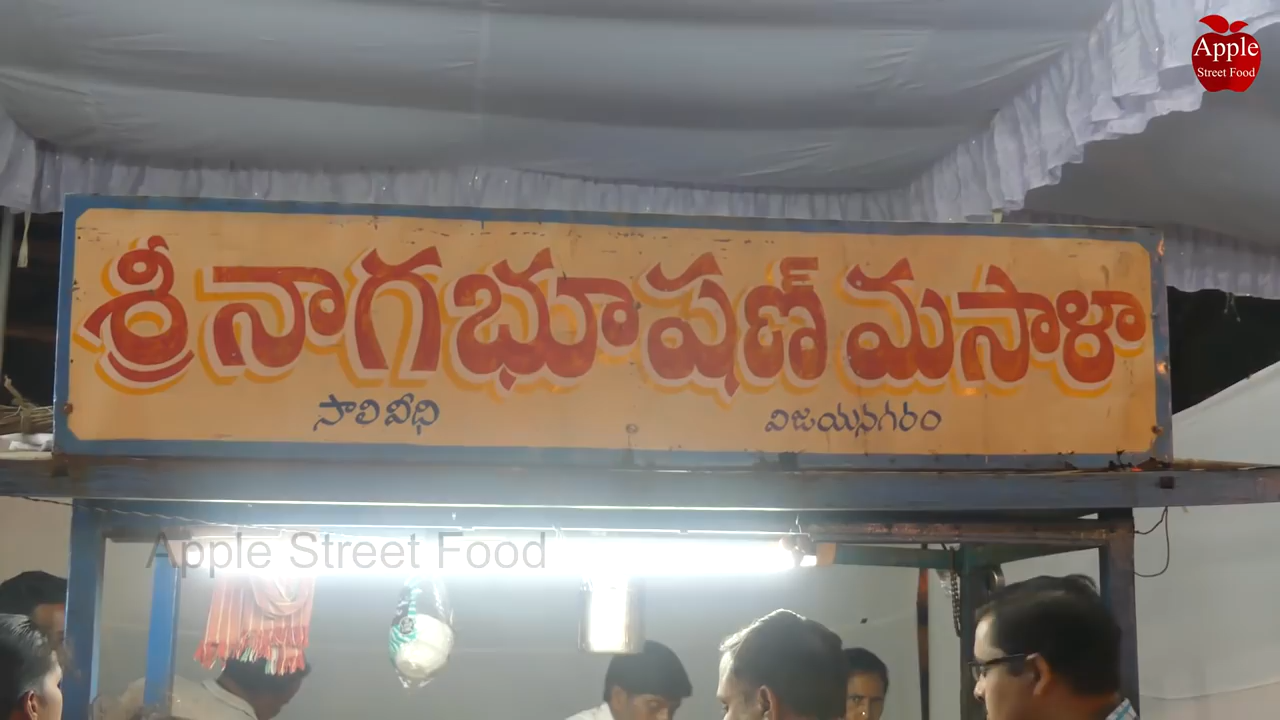 Apple
Street Food
శ్రీ నాగభూషణ్ మసాళా
సాలి వీధి విజయనగరం
Apple Street Food